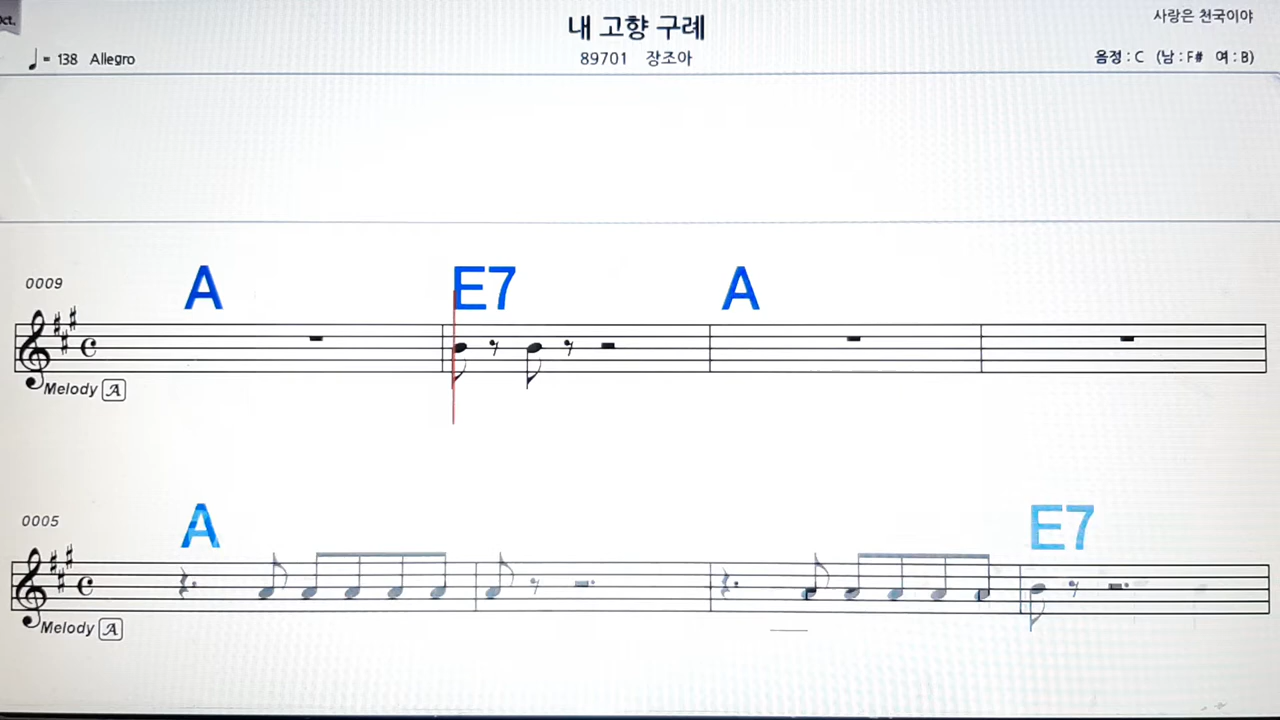 내 고향 구례
사랑은 천국이야
♩= 138 Allegro
89701 장조아
음정 : C (남 : F# 여 : B)
0009
A E7 A
Melody A
0005
A E7
Melody A